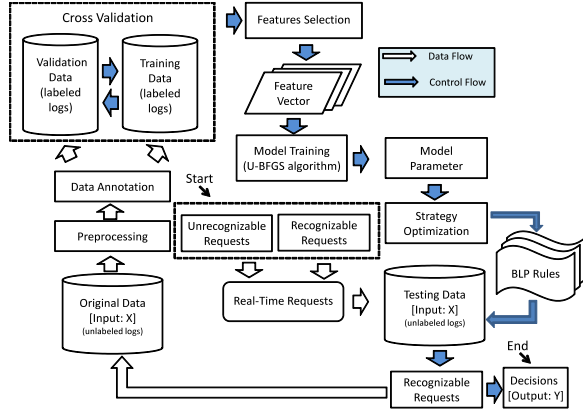 Cross Validation
Validation
Data
(labeled
logs)
Training
Data
(labeled
logs)
Features Selection
Feature
Vector
Data Flow
Control Flow
Model Training
(U-BFGS algorithm)
Model
Parameter
Data Annotation
Start
Preprocessing
Unrecognizable
Requests
Recognizable
Requests
Strategy
Optimization
BLP Rules
Original Data
[Input: X]
(unlabeled logs)
Real-Time Requests
Testing Data
[Input: X]
(unlabeled logs)
End
Recognizable
Requests
Decisions
[Output: Y]